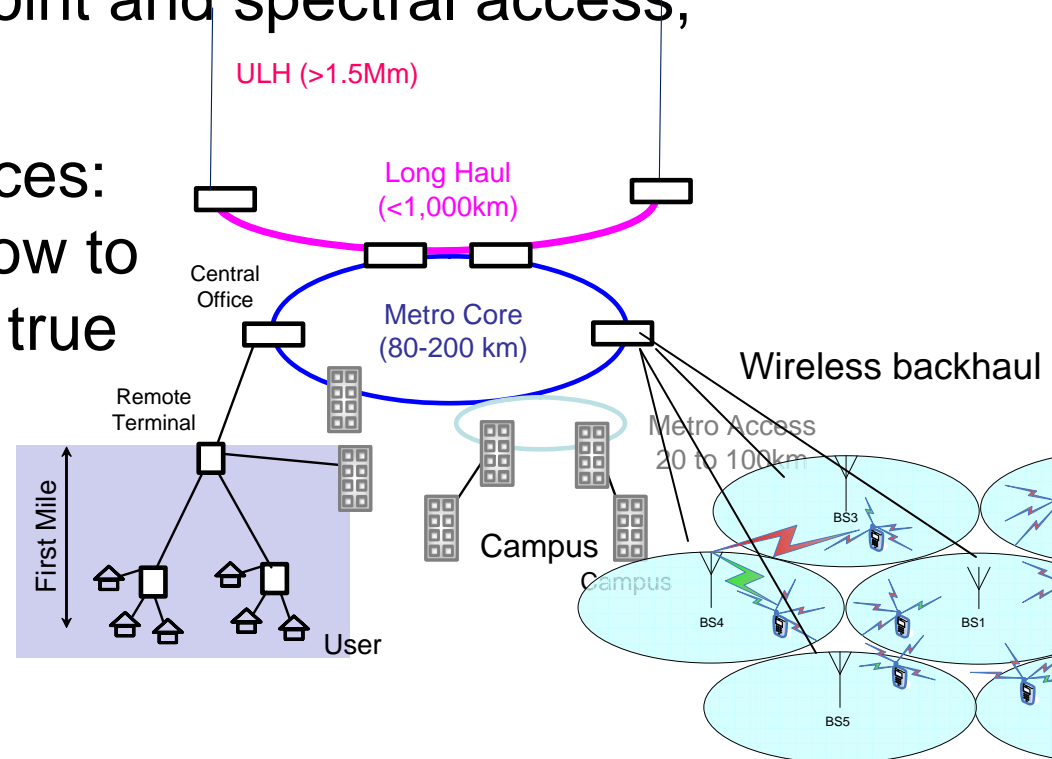 point and spectral access,
ULH (>1.5Mm)
ces:
ow to
true
Long Haul
(<1,000km)
Central
Office
Metro Core
(80-200 km)
Wireless backhaul
Remote
Terminal
Metro Access
20 to 100km
First Mile
BS3
Campus
Campus
BS4
BS1
User
BS5